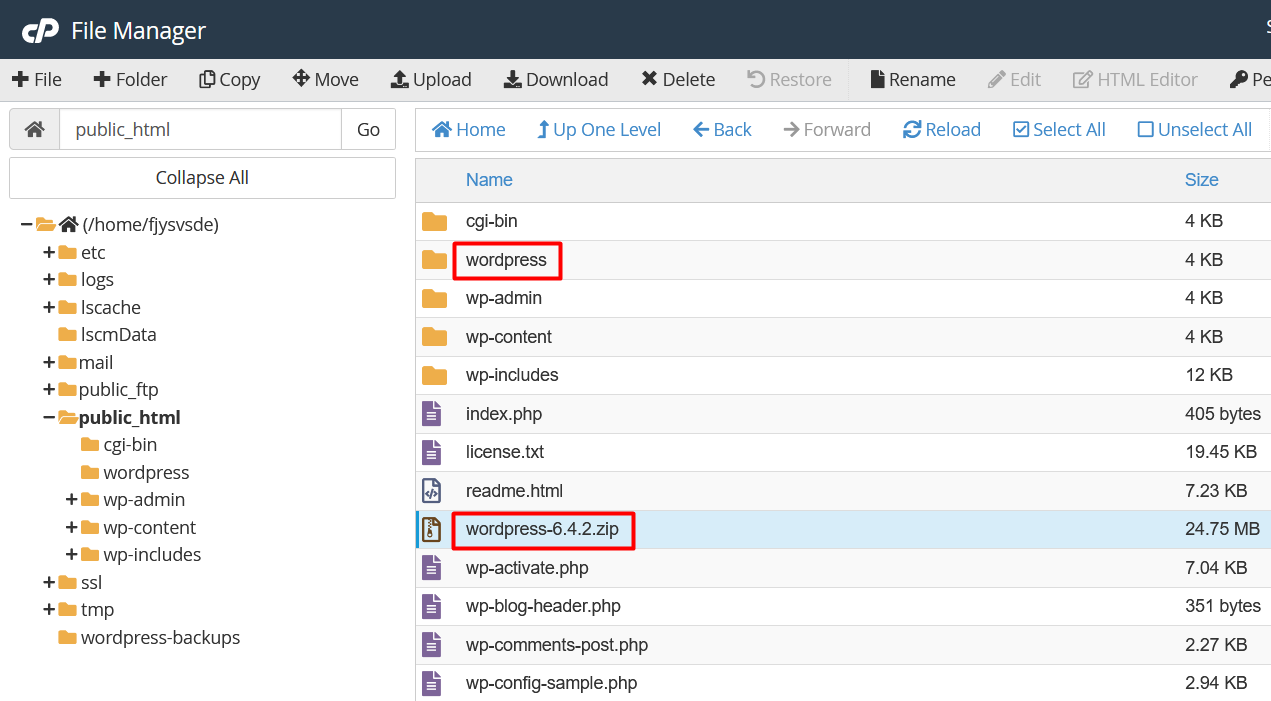 cP File Manager S
File Folder Copy Move Upload Download Delete Restore Rename Edit HTML Editor Pe
public_html Go
Home Up One Level Back Forward Reload Select All Unselect All
Collapse All
(/home/fjysvsde)
etc
logs
lscache
lscmData
mail
public_ftp
public_html
cgi-bin
wordpress
wp-admin
wp-content
wp-includes
ssl
tmp
wordpress-backups
Name Size
cgi-bin 4 KB
wordpress 4 KB
wp-admin 4 KB
wp-content 4 KB
wp-includes 12 KB
index.php 405 bytes
license.txt 19.45 KB
readme.html 7.23 KB
wordpress-6.4.2.zip 24.75 MB
wp-activate.php 7.04 KB
wp-blog-header.php 351 bytes
wp-comments-post.php 2.27 KB
wp-config-sample.php 2.94 KB